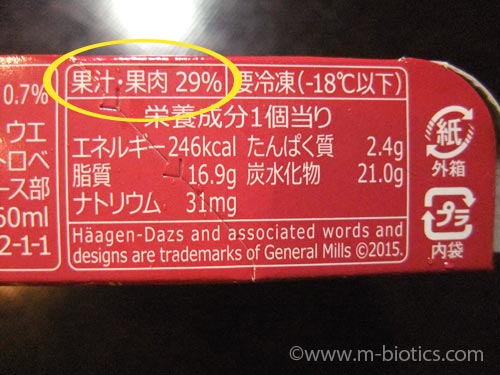 0.7%
・ウエ
トロベ
ース部
60ml
2-1-1
果汁・果肉 29% 要冷凍(-18℃以下)
栄養成分1個当り
エネルギー246kcal たんぱく質 2.4g
脂質 16.9g 炭水化物 21.0g
ナトリウム 31mg
Häagen-Dazs and associated words and
designs are trademarks of General Mills ©2015.
紙
外箱
プラ
内袋
©www.m-biotics.com